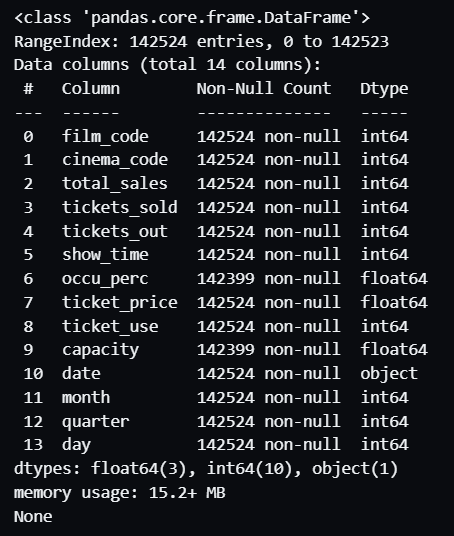 <class 'pandas.core.frame.DataFrame'>
RangeIndex: 142524 entries, 0 to 142523
Data columns (total 14 columns):
 #   Column        Non-Null Count   Dtype
---  ------        --------------   -----
 0   film_code     142524 non-null  int64
 1   cinema_code   142524 non-null  int64
 2   total_sales   142524 non-null  int64
 3   tickets_sold  142524 non-null  int64
 4   tickets_out   142524 non-null  int64
 5   show_time     142524 non-null  int64
 6   occu_perc     142399 non-null  float64
 7   ticket_price  142524 non-null  float64
 8   ticket_use    142524 non-null  int64
 9   capacity      142399 non-null  float64
 10  date          142524 non-null  object
 11  month         142524 non-null  int64
 12  quarter       142524 non-null  int64
 13  day           142524 non-null  int64
dtypes: float64(3), int64(10), object(1)
memory usage: 15.2+ MB
None